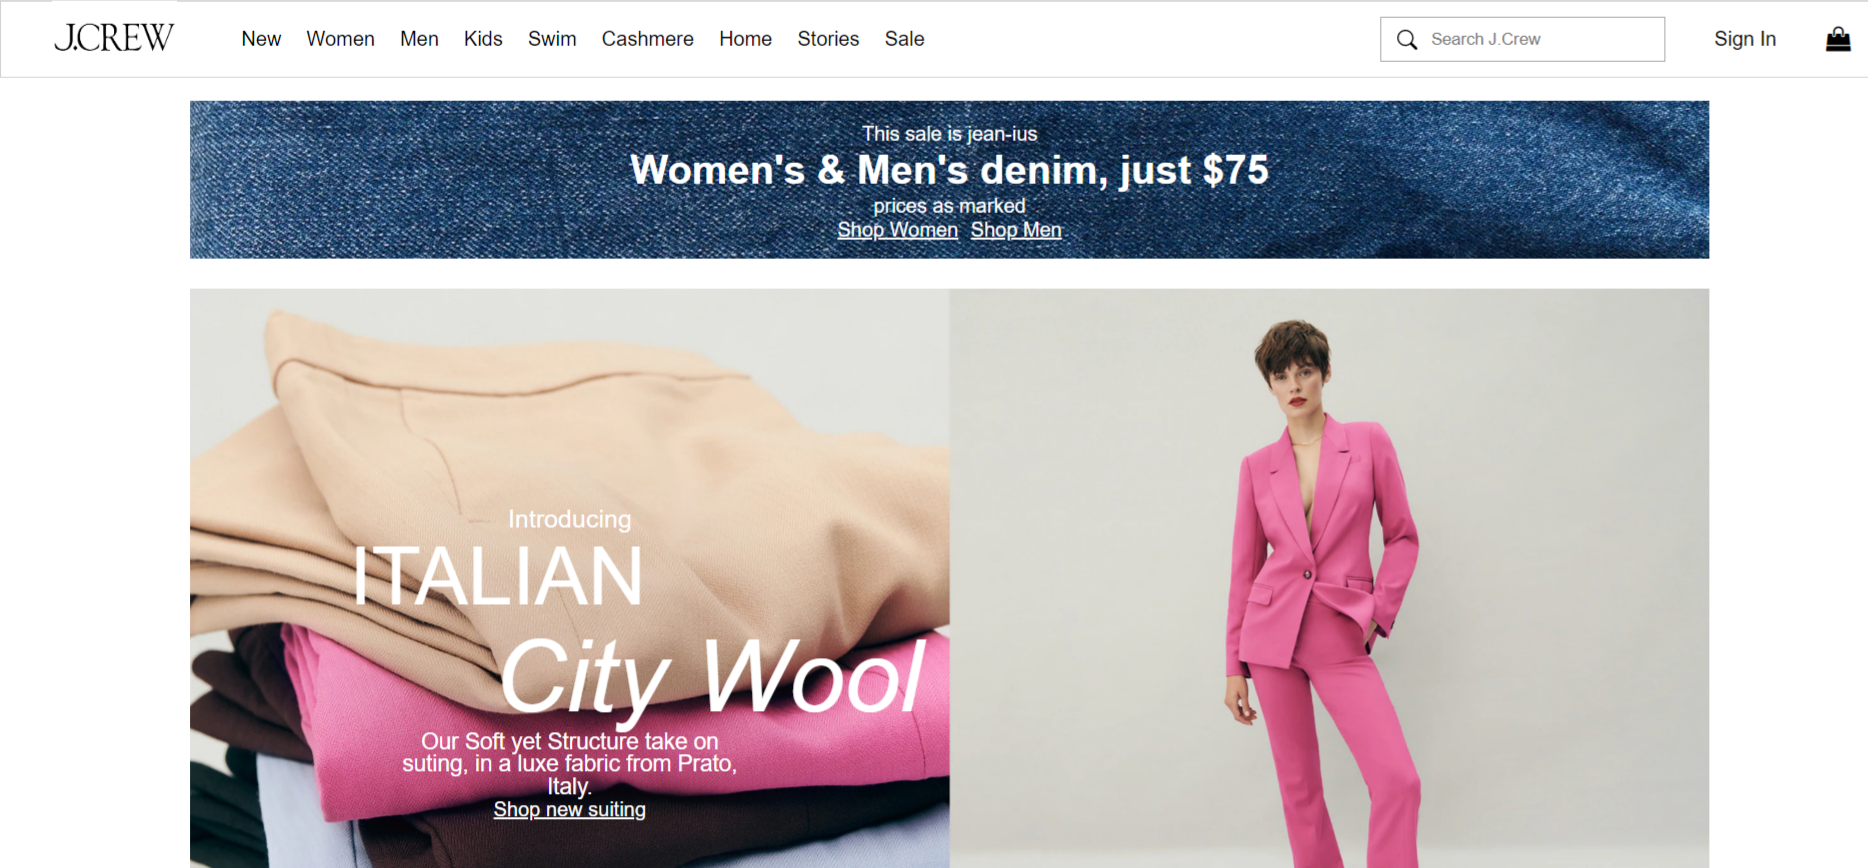 J.CREW New Women Men Kids Swim Cashmere Home Stories Sale Search J.Crew Sign In
This sale is jean-ius
Women's & Men's denim, just $75
prices as marked
Shop Women Shop Men
Introducing
ITALIAN
City Wool
Our Soft yet Structure take on
suting, in a luxe fabric from Prato,
Italy.
Shop new suiting